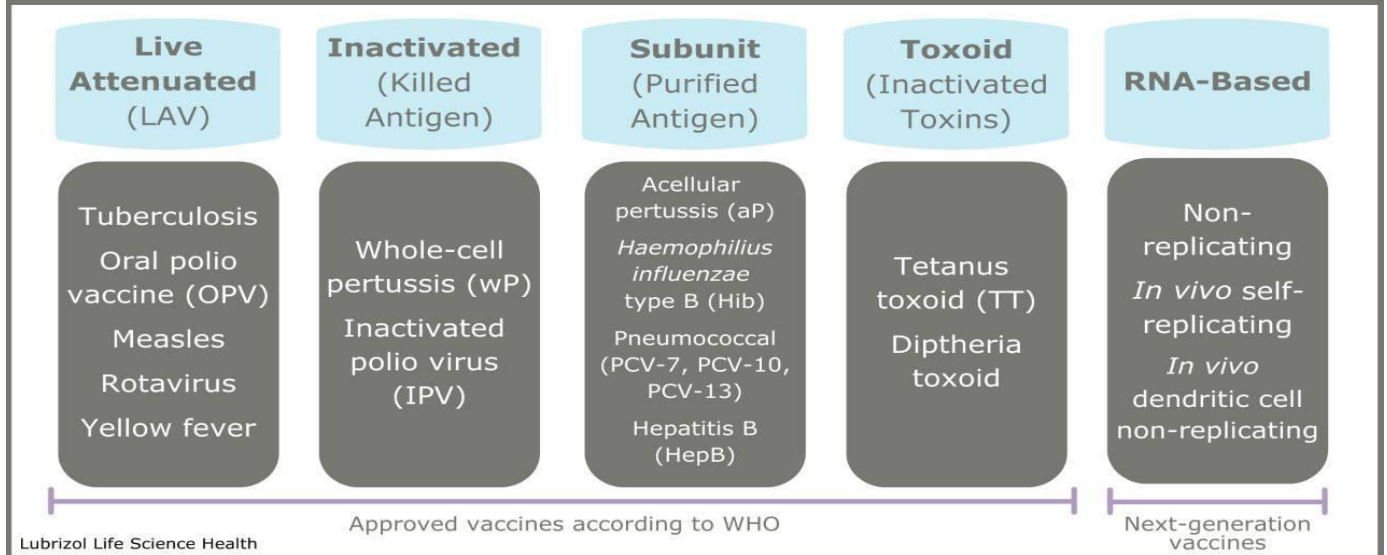 Live
Attenuated
(LAV)
Inactivated
(Killed
Antigen)
Subunit
(Purified
Antigen)
Toxoid
(Inactivated
Toxins)
RNA-Based
Tuberculosis
Oral polio
vaccine (OPV)
Measles
Rotavirus
Yellow fever
Whole-cell
pertussis (wP)
Inactivated
polio virus
(IPV)
Acellular
pertussis (aP)
Haemophilius
influenzae
type B (Hib)
Pneumococcal
(PCV-7, PCV-10,
PCV-13)
Hepatitis B
(HepB)
Tetanus
toxoid (TT)
Diptheria
toxoid
Non-
replicating
In vivo self-
replicating
In vivo
dendritic cell
non-replicating
Approved vaccines according to WHO
Next-generation
vaccines
Lubrizol Life Science Health